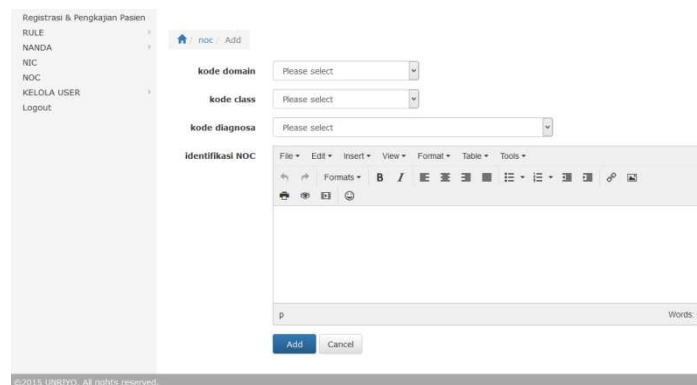 Registrasi & Pengkajian Pasien
RULE
NANDA
NIC
NOC
KELOLA USER
Logout
/ noc / Add
kode domain Please select
kode class Please select
kode diagnosa Please select
identifikasi NOC
File Edit Insert View Format Table Tools
Formats B I
p Words:
Add Cancel
©2015 UNRIYO. All rights reserved.